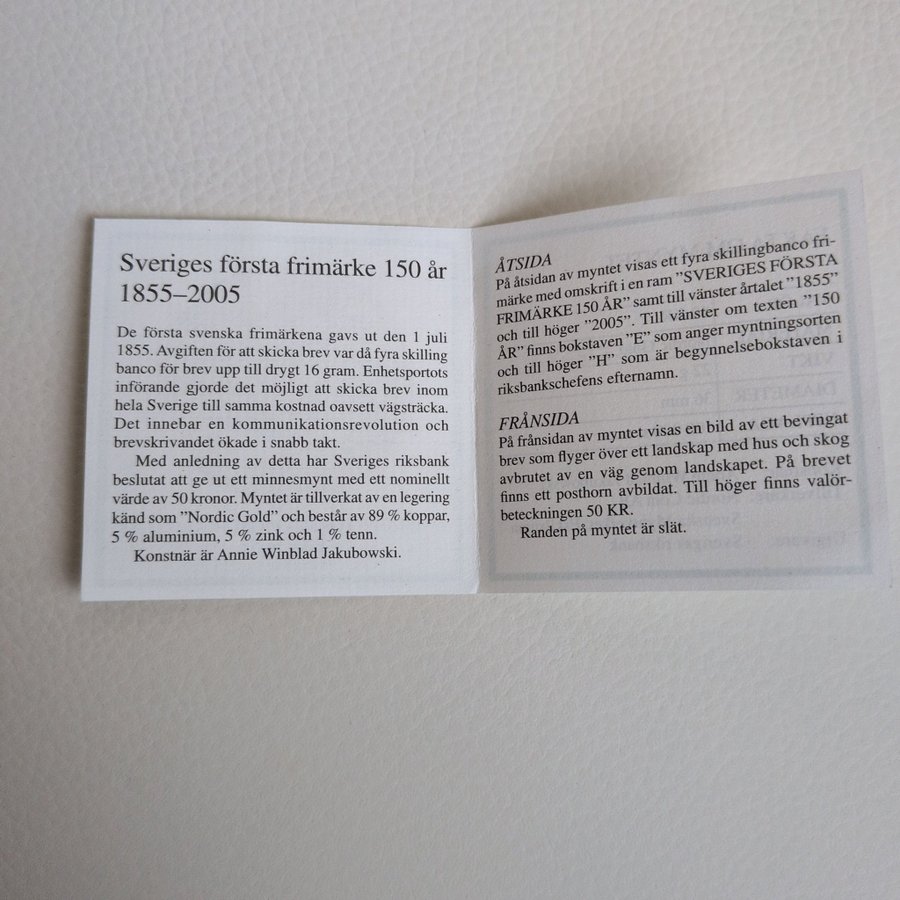 Sveriges första frimärke 150 år
1855–2005
De första svenska frimärkena gavs ut den 1 juli
1855. Avgiften för att skicka brev var då fyra skilling
banco för brev upp till drygt 16 gram. Enhetsportots
införande gjorde det möjligt att skicka brev inom
hela Sverige till samma kostnad oavsett vägsträcka.
Det innebar en kommunikationsrevolution och
brevskrivandet ökade i snabb takt.
Med anledning av detta har Sveriges riksbank
beslutat att ge ut ett minnesmynt med ett nominellt
värde av 50 kronor. Myntet är tillverkat av en legering
känd som ”Nordic Gold” och består av 89 % koppar,
5 % aluminium, 5 % zink och 1 % tenn.
Konstnär är Annie Winblad Jakubowski.
ÅTSIDA
På åtsidan av myntet visas ett fyra skillingbanco fri-
märke med omskrift i en ram ”SVERIGES FÖRSTA
FRIMÄRKE 150 ÅR” samt till vänster årtalet ”1855”
och till höger ”2005”. Till vänster om texten ”150
ÅR” finns bokstaven ”E” som anger myntningsorten
och till höger ”H” som är begynnelsebokstaven i
riksbankschefens efternamn.
FRÅNSIDA
På frånsidan av myntet visas en bild av ett bevingat
brev som flyger över ett landskap med hus och skog
avbrutet av en väg genom landskapet. På brevet
finns ett posthorn avbildat. Till höger finns valör-
beteckningen 50 KR.
Randen på myntet är slät.